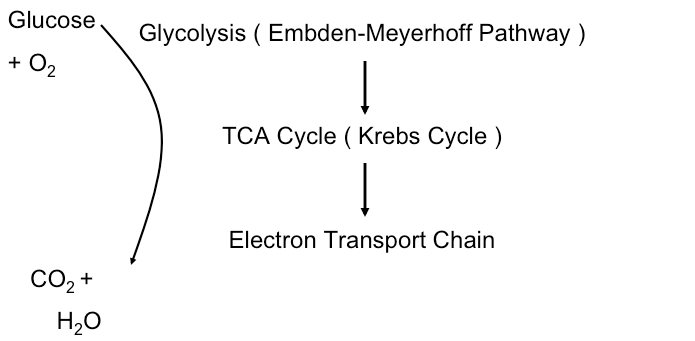 Glucose
+ O2
Glycolysis ( Embden-Meyerhoff Pathway )
TCA Cycle ( Krebs Cycle )
Electron Transport Chain
CO2 +
H2O